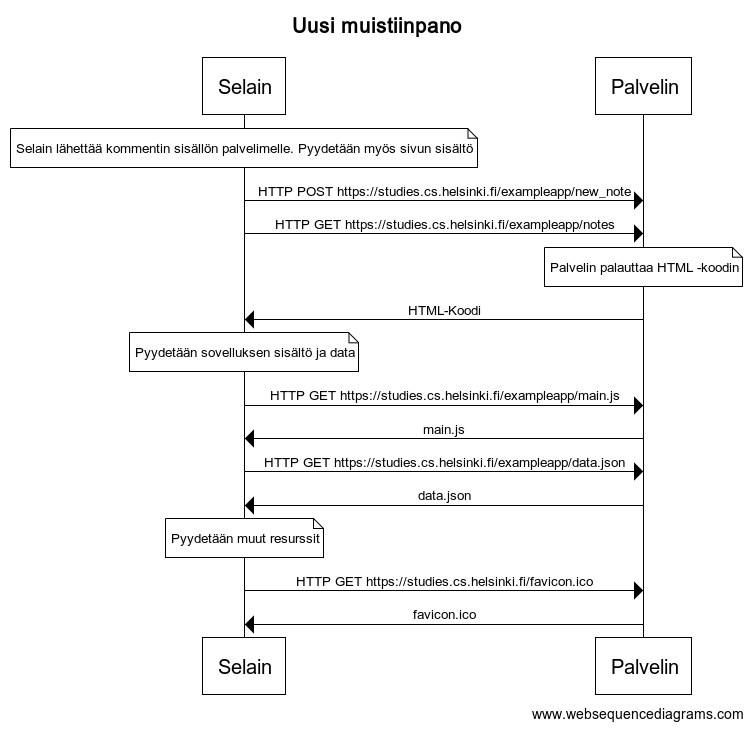 Uusi muistiinpano
Selain
Palvelin
Selain lähettää kommentin sisällön palvelimelle. Pyydetään myös sivun sisältö
HTTP POST https://studies.cs.helsinki.fi/exampleapp/new_note
HTTP GET https://studies.cs.helsinki.fi/exampleapp/notes
Palvelin palauttaa HTML -koodin
HTML-Koodi
Pyydetään sovelluksen sisältö ja data
HTTP GET https://studies.cs.helsinki.fi/exampleapp/main.js
main.js
HTTP GET https://studies.cs.helsinki.fi/exampleapp/data.json
data.json
Pyydetään muut resurssit
HTTP GET https://studies.cs.helsinki.fi/favicon.ico
favicon.ico
Selain
Palvelin
www.websequencediagrams.com